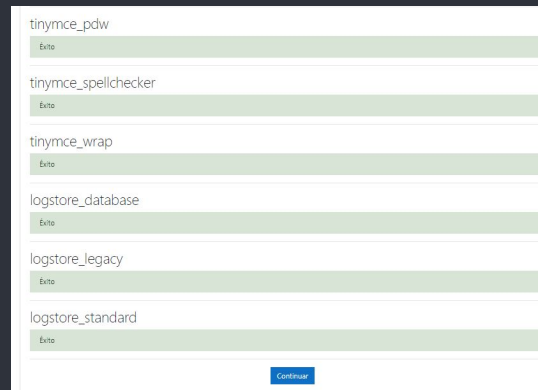 tinymce_pdw
Éxito
tinymce_spellchecker
Éxito
tinymce_wrap
Éxito
logstore_database
Éxito
logstore_legacy
Éxito
logstore_standard
Éxito
Continuar